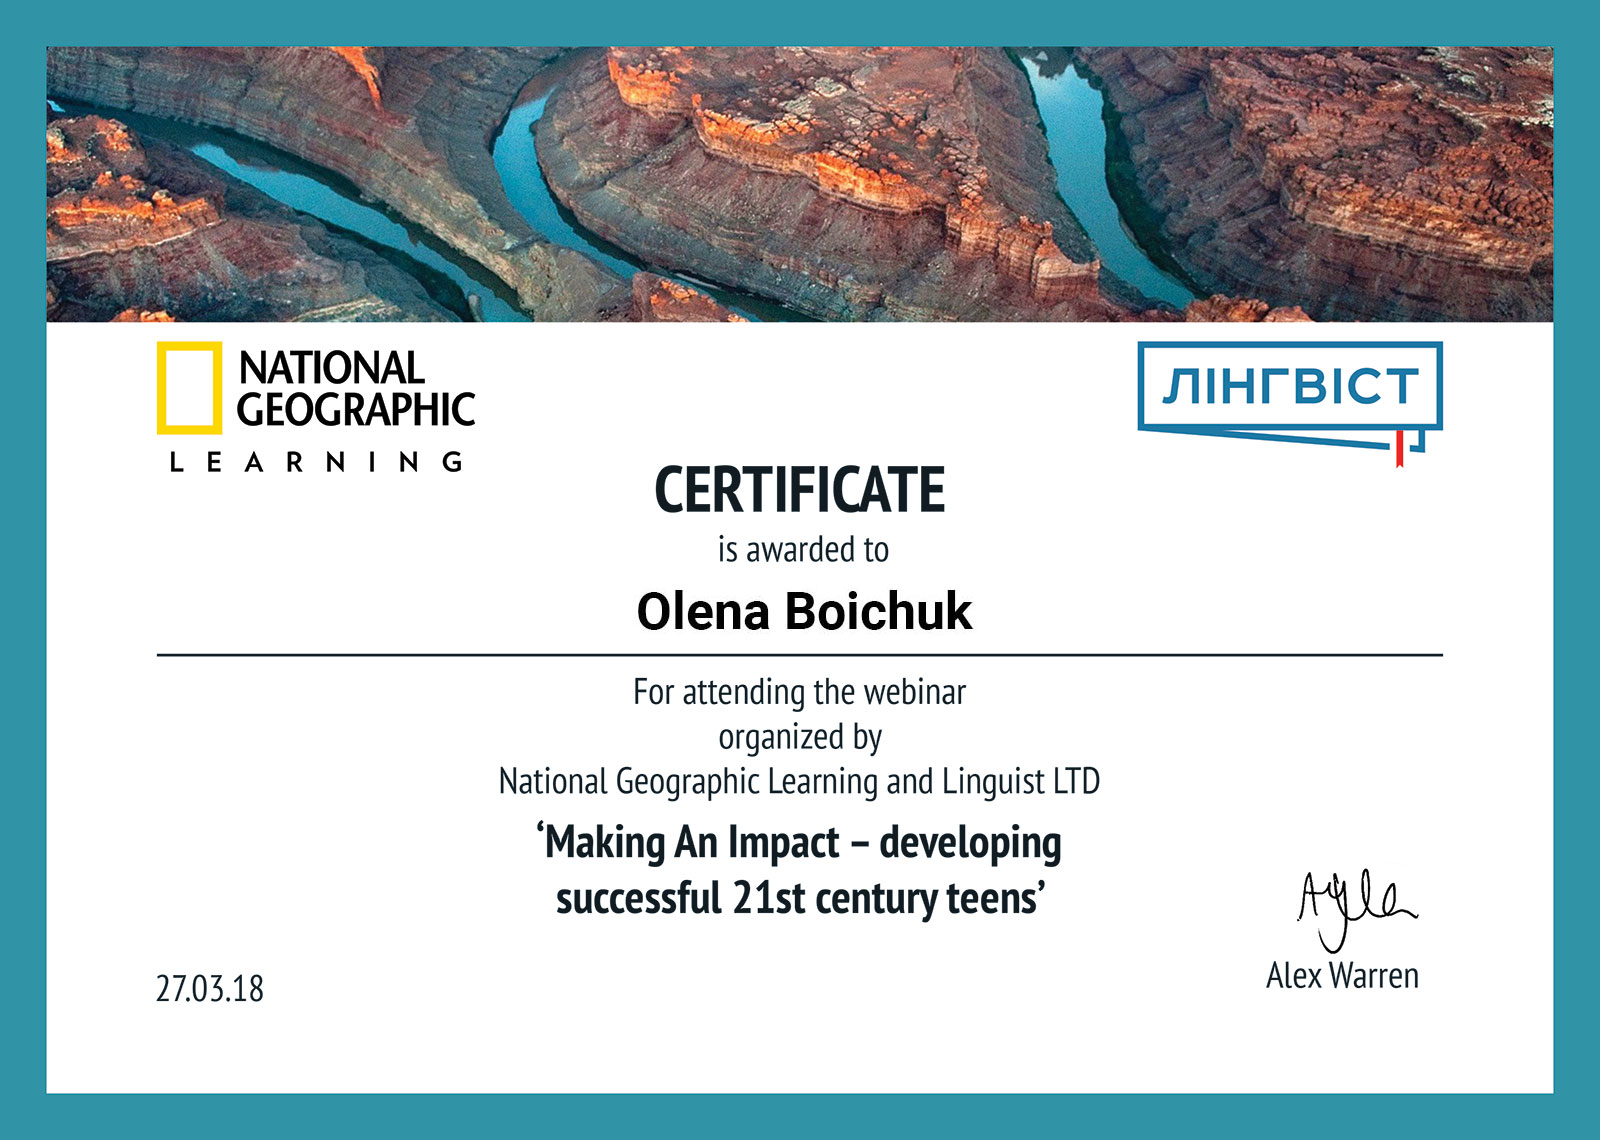 NATIONAL
GEOGRAPHIC
LEARNING
ЛІНГВІСТ
CERTIFICATE
is awarded to
Olena Boichuk
For attending the webinar
organized by
National Geographic Learning and Linguist LTD
‘Making An Impact – developing
successful 21st century teens’
27.03.18
Alex Warren